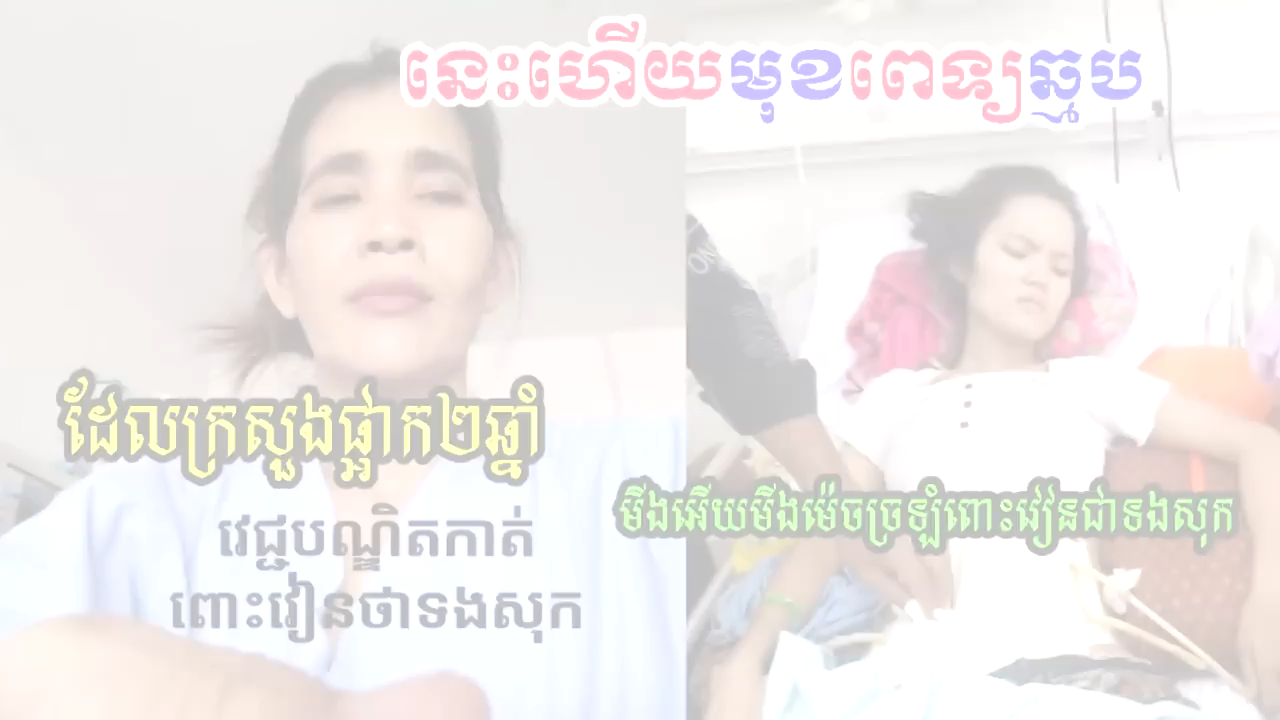 នេះហើយមុខពេទ្យឆ្មប
ដែលក្រសួងផ្អាក២ឆ្នាំ
វេជ្ជបណ្ឌិតកាត់
ពោះវៀនថាទងសុក
មីងអើយមីងម៉េចច្រឡំពោះវៀនជាទងសុក